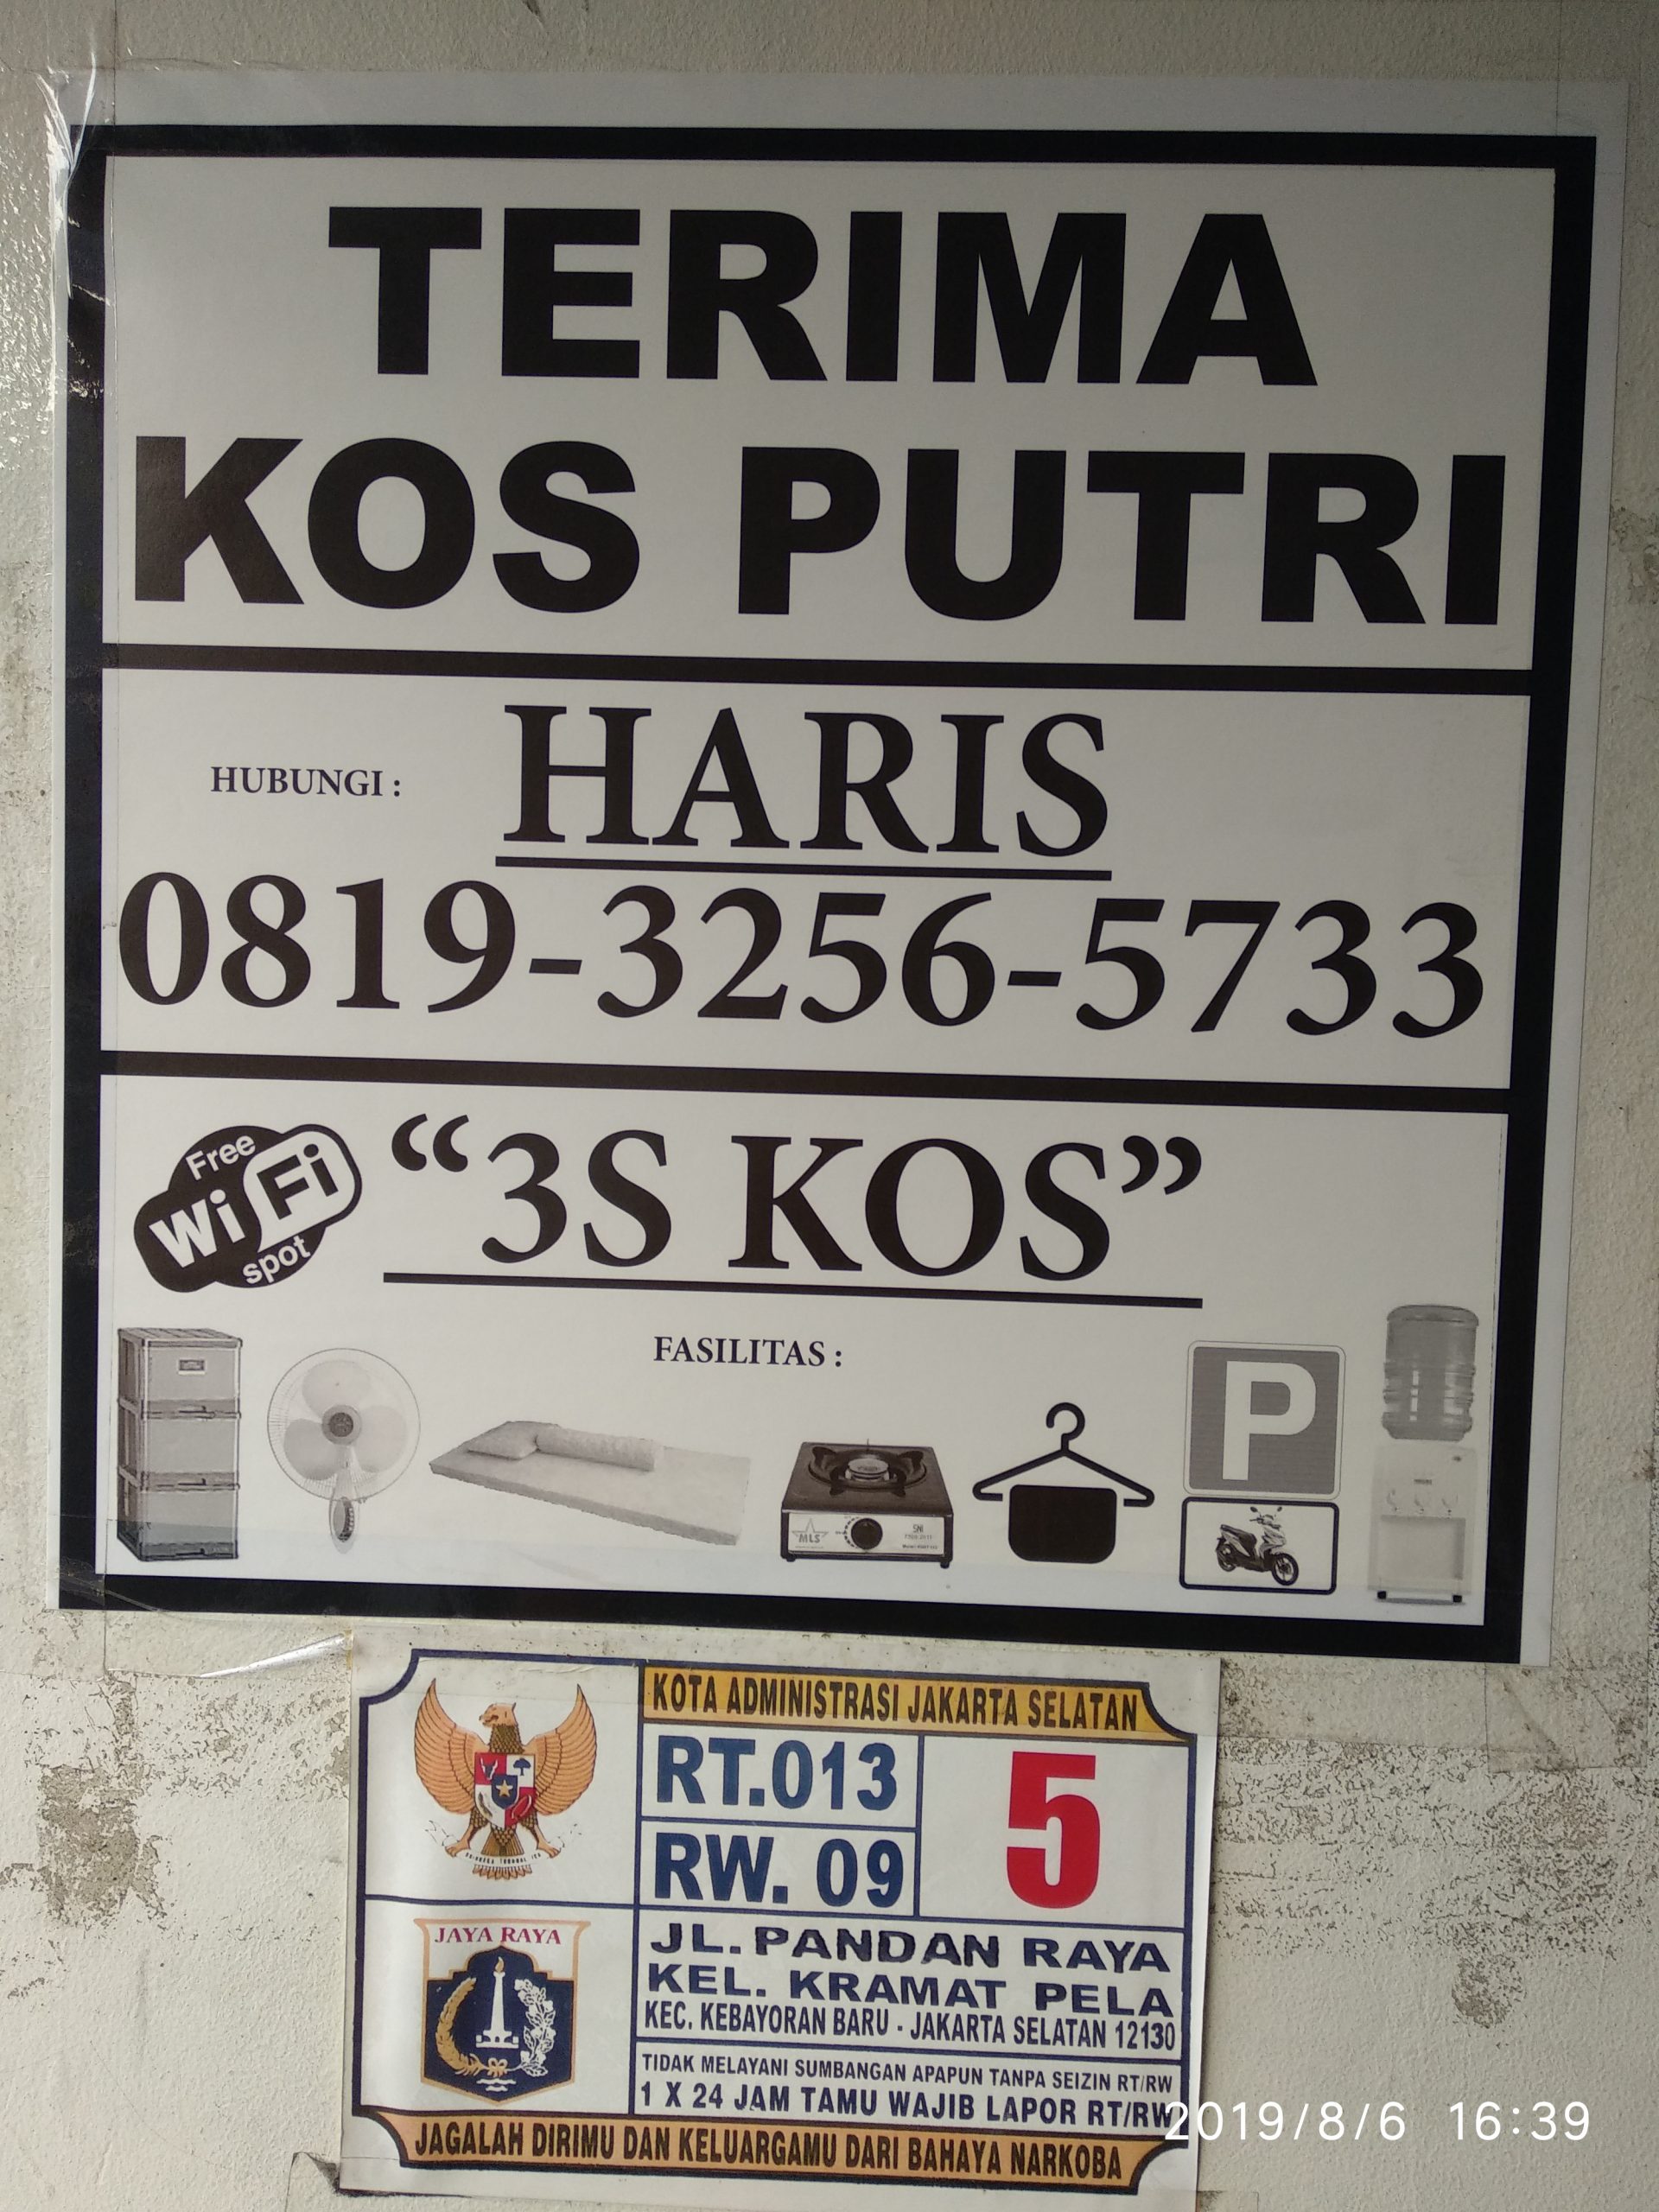 TERIMA
KOS PUTRI
HUBUNGI : HARIS
0819-3256-5733
Free
WiFi
spot
“3S KOS”
FASILITAS :
MLS
SNI
P
KOTA ADMINISTRASI JAKARTA SELATAN
RT.013
5
RW. 09
JAYA RAYA
JL. PANDAN RAYA
KEL. KRAMAT PELA
KEC. KEBAYORAN BARU - JAKARTA SELATAN 12130
TIDAK MELAYANI SUMBANGAN APAPUN TANPA SEIZIN RT/RW
1 X 24 JAM TAMU WAJIB LAPOR RT/RW
JAGALAH DIRIMU DAN KELUARGAMU DARI BAHAYA NARKOBA
2019/8/6 16:39